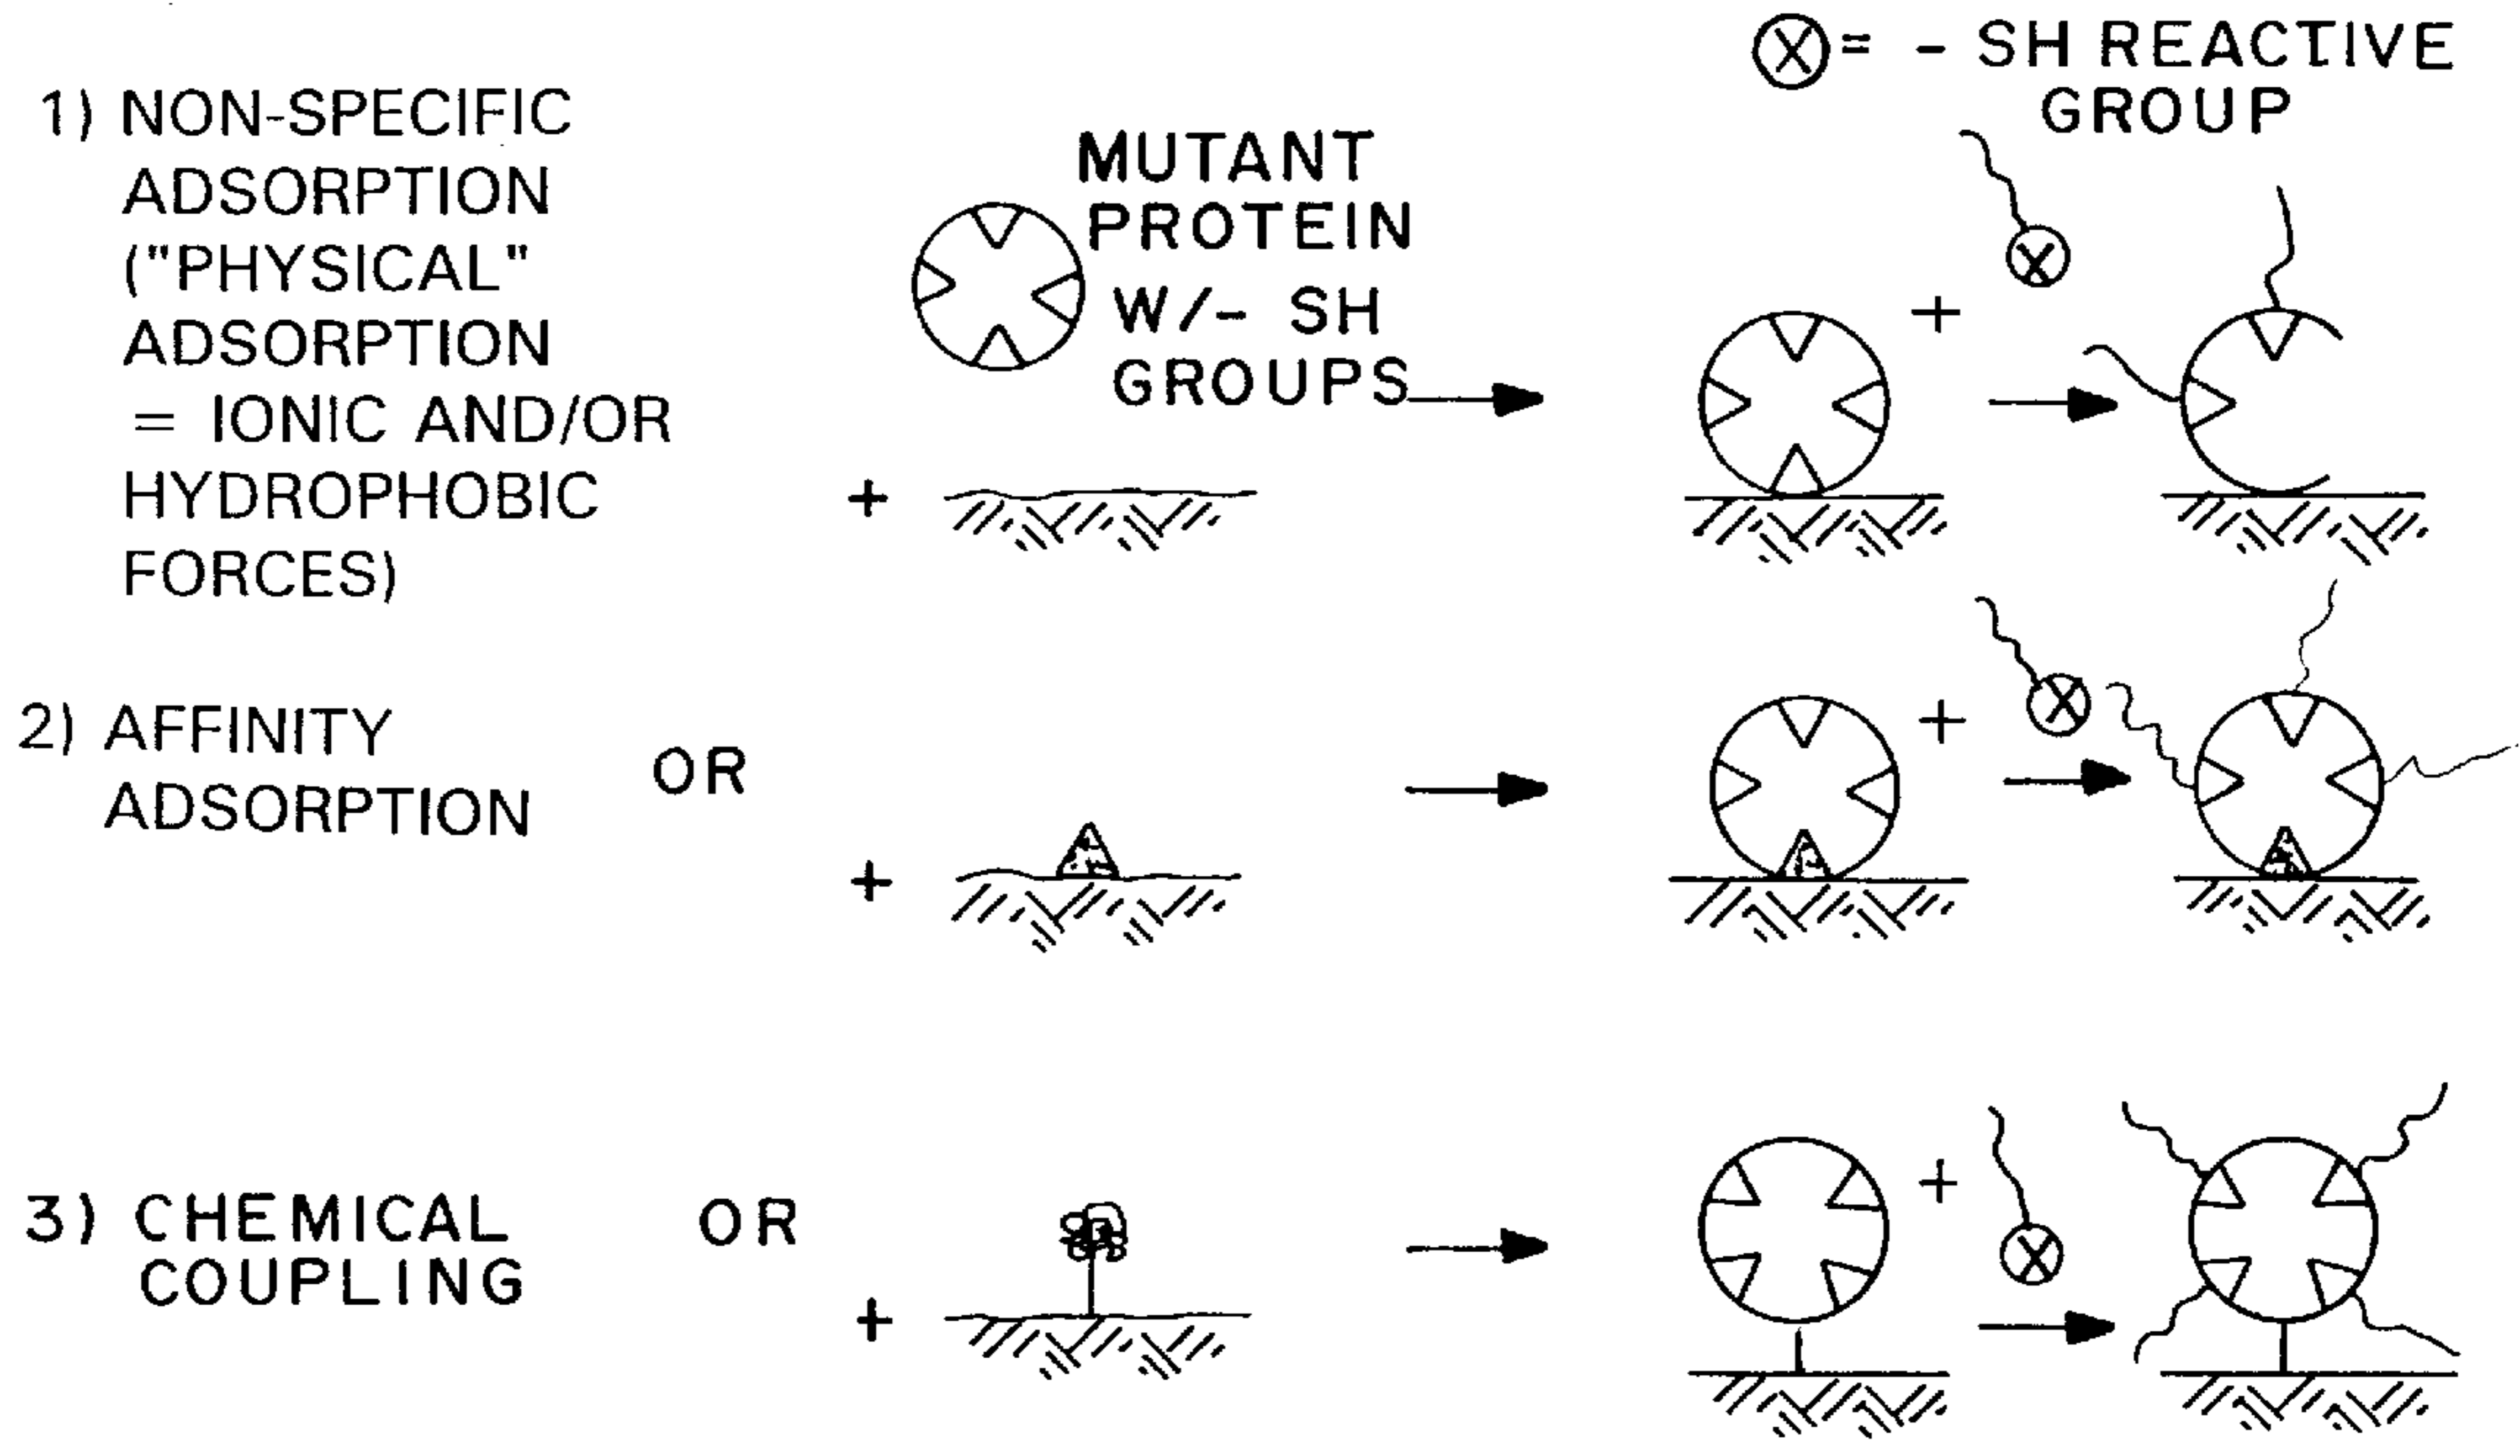 ⊗ = - SH REACTIVE
GROUP
1) NON-SPECIFIC
ADSORPTION
("PHYSICAL"
ADSORPTION
= IONIC AND/OR
HYDROPHOBIC
FORCES)
MUTANT
PROTEIN
W/- SH
GROUPS
+
+
2) AFFINITY
ADSORPTION
OR
+
+
3) CHEMICAL
COUPLING
OR
+
+